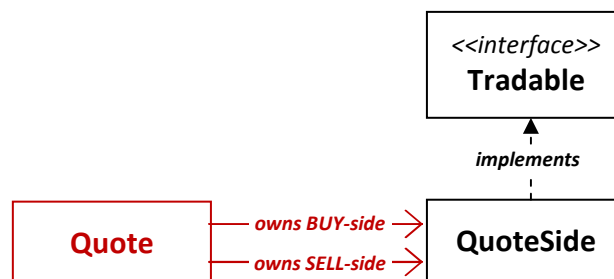 <<interface>>
Tradable
implements
owns BUY-side
Quote
QuoteSide
owns SELL-side